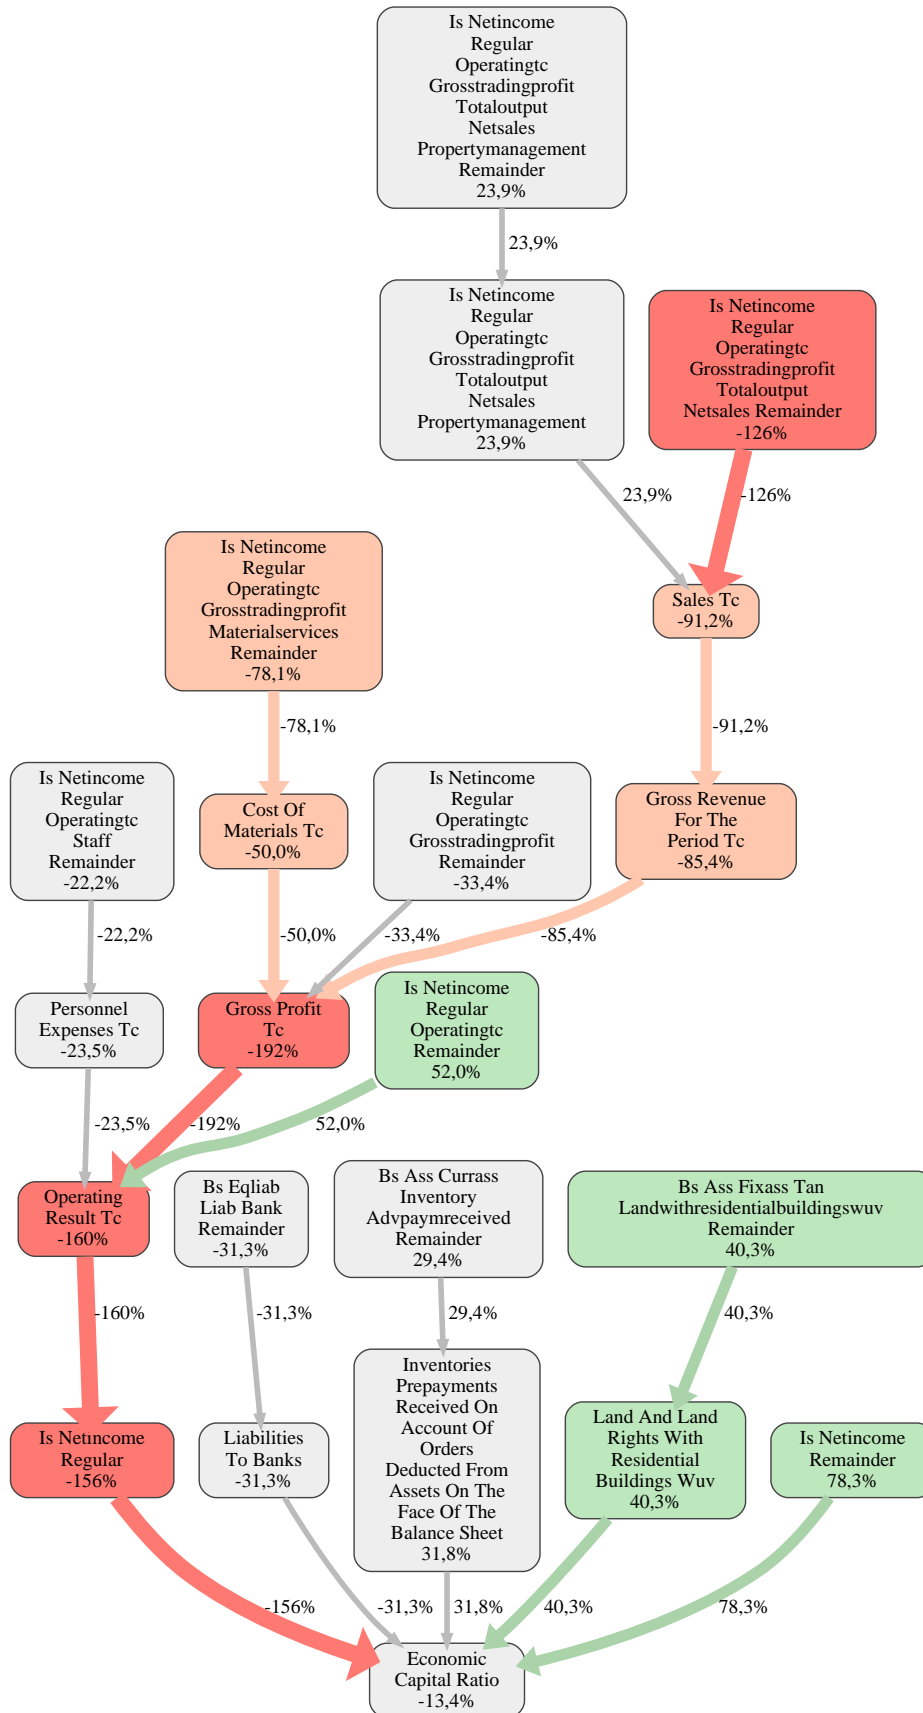 Is Netincome
Regular
Operatingtc
Grosstradingprofit
Totaloutput
Netsales
Propertymanagement
Remainder
23,9%
23,9%
Is Netincome
Regular
Operatingtc
Grosstradingprofit
Totaloutput
Netsales
Propertymanagement
23,9%
Is Netincome
Regular
Operatingtc
Grosstradingprofit
Totaloutput
Netsales Remainder
-126%
23,9%
-126%
Is Netincome
Regular
Operatingtc
Grosstradingprofit
Materialservices
Remainder
-78,1%
Sales Tc
-91,2%
-78,1%
-91,2%
Is Netincome
Regular
Operatingtc
Staff
Remainder
-22,2%
Cost Of
Materials Tc
-50,0%
Is Netincome
Regular
Operatingtc
Grosstradingprofit
Remainder
-33,4%
Gross Revenue
For The
Period Tc
-85,4%
-22,2%
-50,0%
-33,4%
-85,4%
Personnel
Expenses Tc
-23,5%
Gross Profit
Tc
-192%
Is Netincome
Regular
Operatingtc
Remainder
52,0%
-23,5%
-192%
52,0%
Operating
Result Tc
-160%
Bs Eqliab
Liab Bank
Remainder
-31,3%
Bs Ass Currass
Inventory
Advpaymreceived
Remainder
29,4%
Bs Ass Fixass Tan
Landwithresidentialbuildingswuv
Remainder
40,3%
-160%
-31,3%
29,4%
40,3%
Is Netincome
Regular
-156%
Liabilities
To Banks
-31,3%
Inventories
Prepayments
Received On
Account Of
Orders
Deducted From
Assets On The
Face Of The
Balance Sheet
31,8%
Land And Land
Rights With
Residential
Buildings Wuv
40,3%
Is Netincome
Remainder
78,3%
-156%
-31,3%
31,8%
40,3%
78,3%
Economic
Capital Ratio
-13,4%